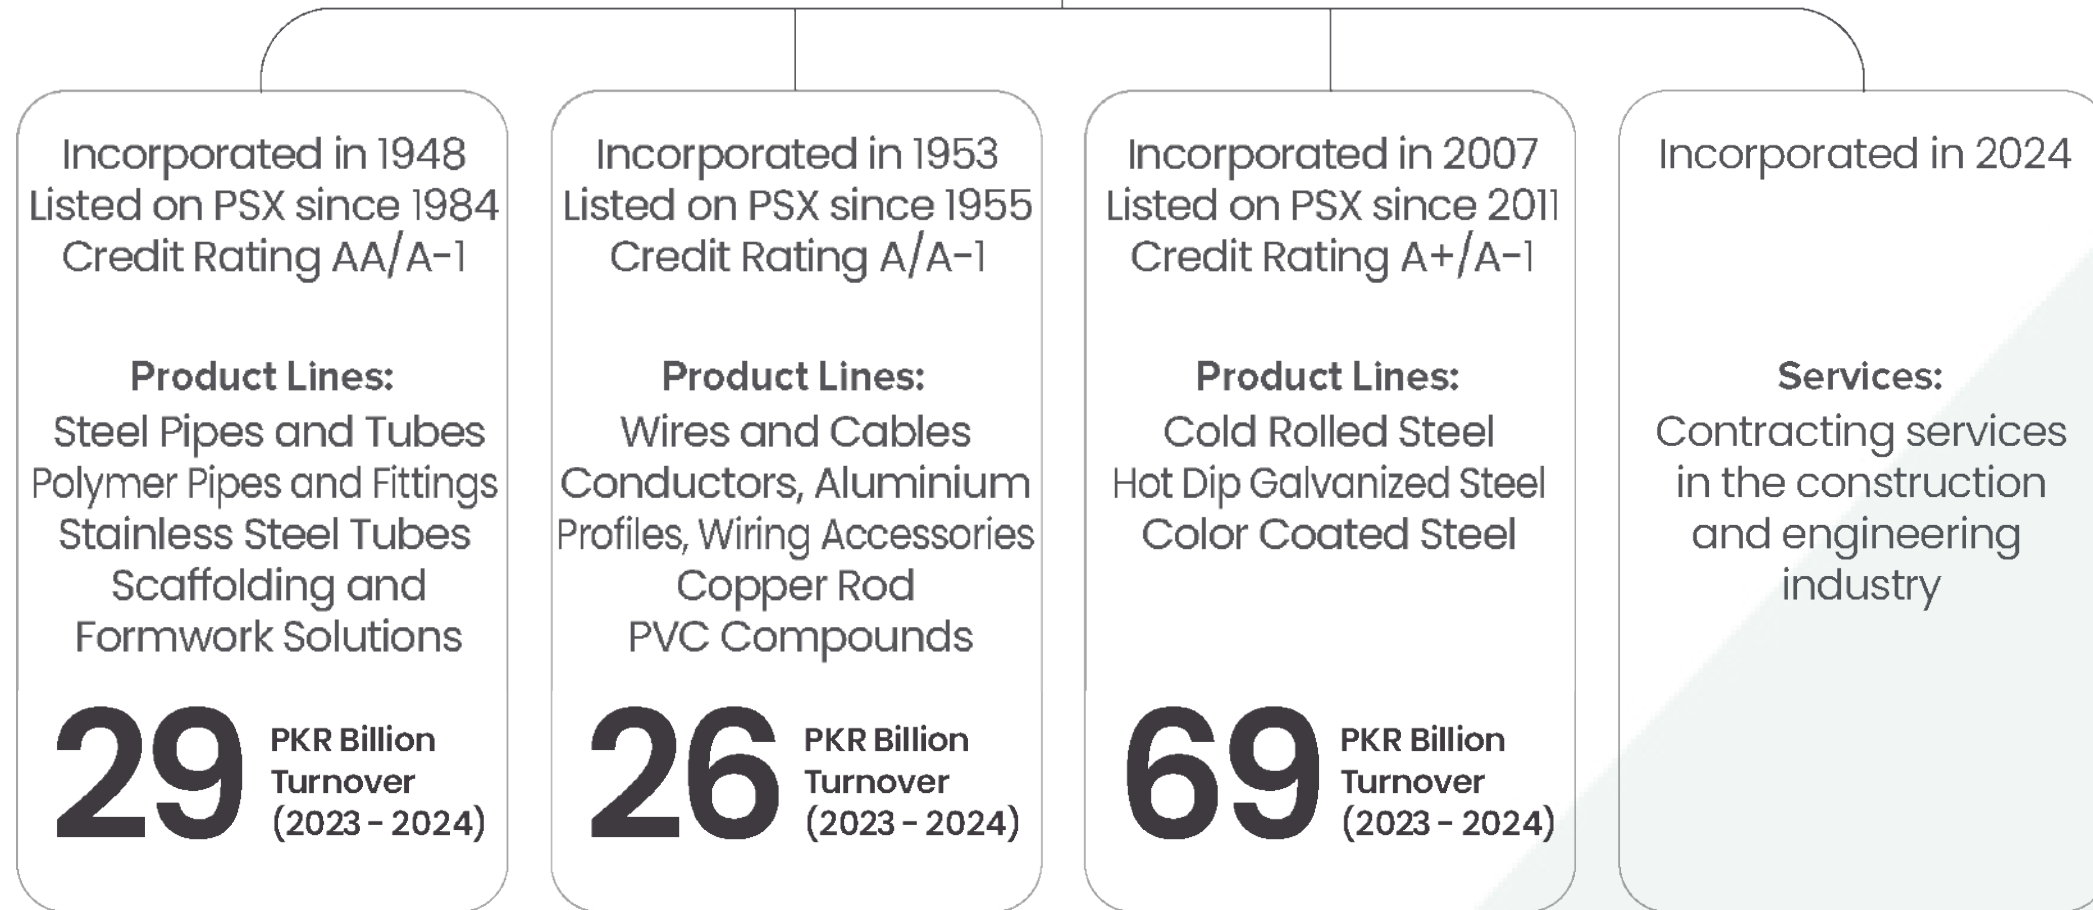 Incorporated in 1948
Listed on PSX since 1984
Credit Rating AA/A-1
Product Lines:
Steel Pipes and Tubes
Polymer Pipes and Fittings
Stainless Steel Tubes
Scaffolding and
Formwork Solutions
29
PKR Billion
Turnover
(2023 - 2024)
Incorporated in 1953
Listed on PSX since 1955
Credit Rating A/A-1
Product Lines:
Wires and Cables
Conductors, Aluminium
Profiles, Wiring Accessories
Copper Rod
PVC Compounds
26
PKR Billion
Turnover
(2023 - 2024)
Incorporated in 2007
Listed on PSX since 2011
Credit Rating A+/A-1
Product Lines:
Cold Rolled Steel
Hot Dip Galvanized Steel
Color Coated Steel
69
PKR Billion
Turnover
(2023 - 2024)
Incorporated in 2024
Services:
Contracting services
in the construction
and engineering
industry